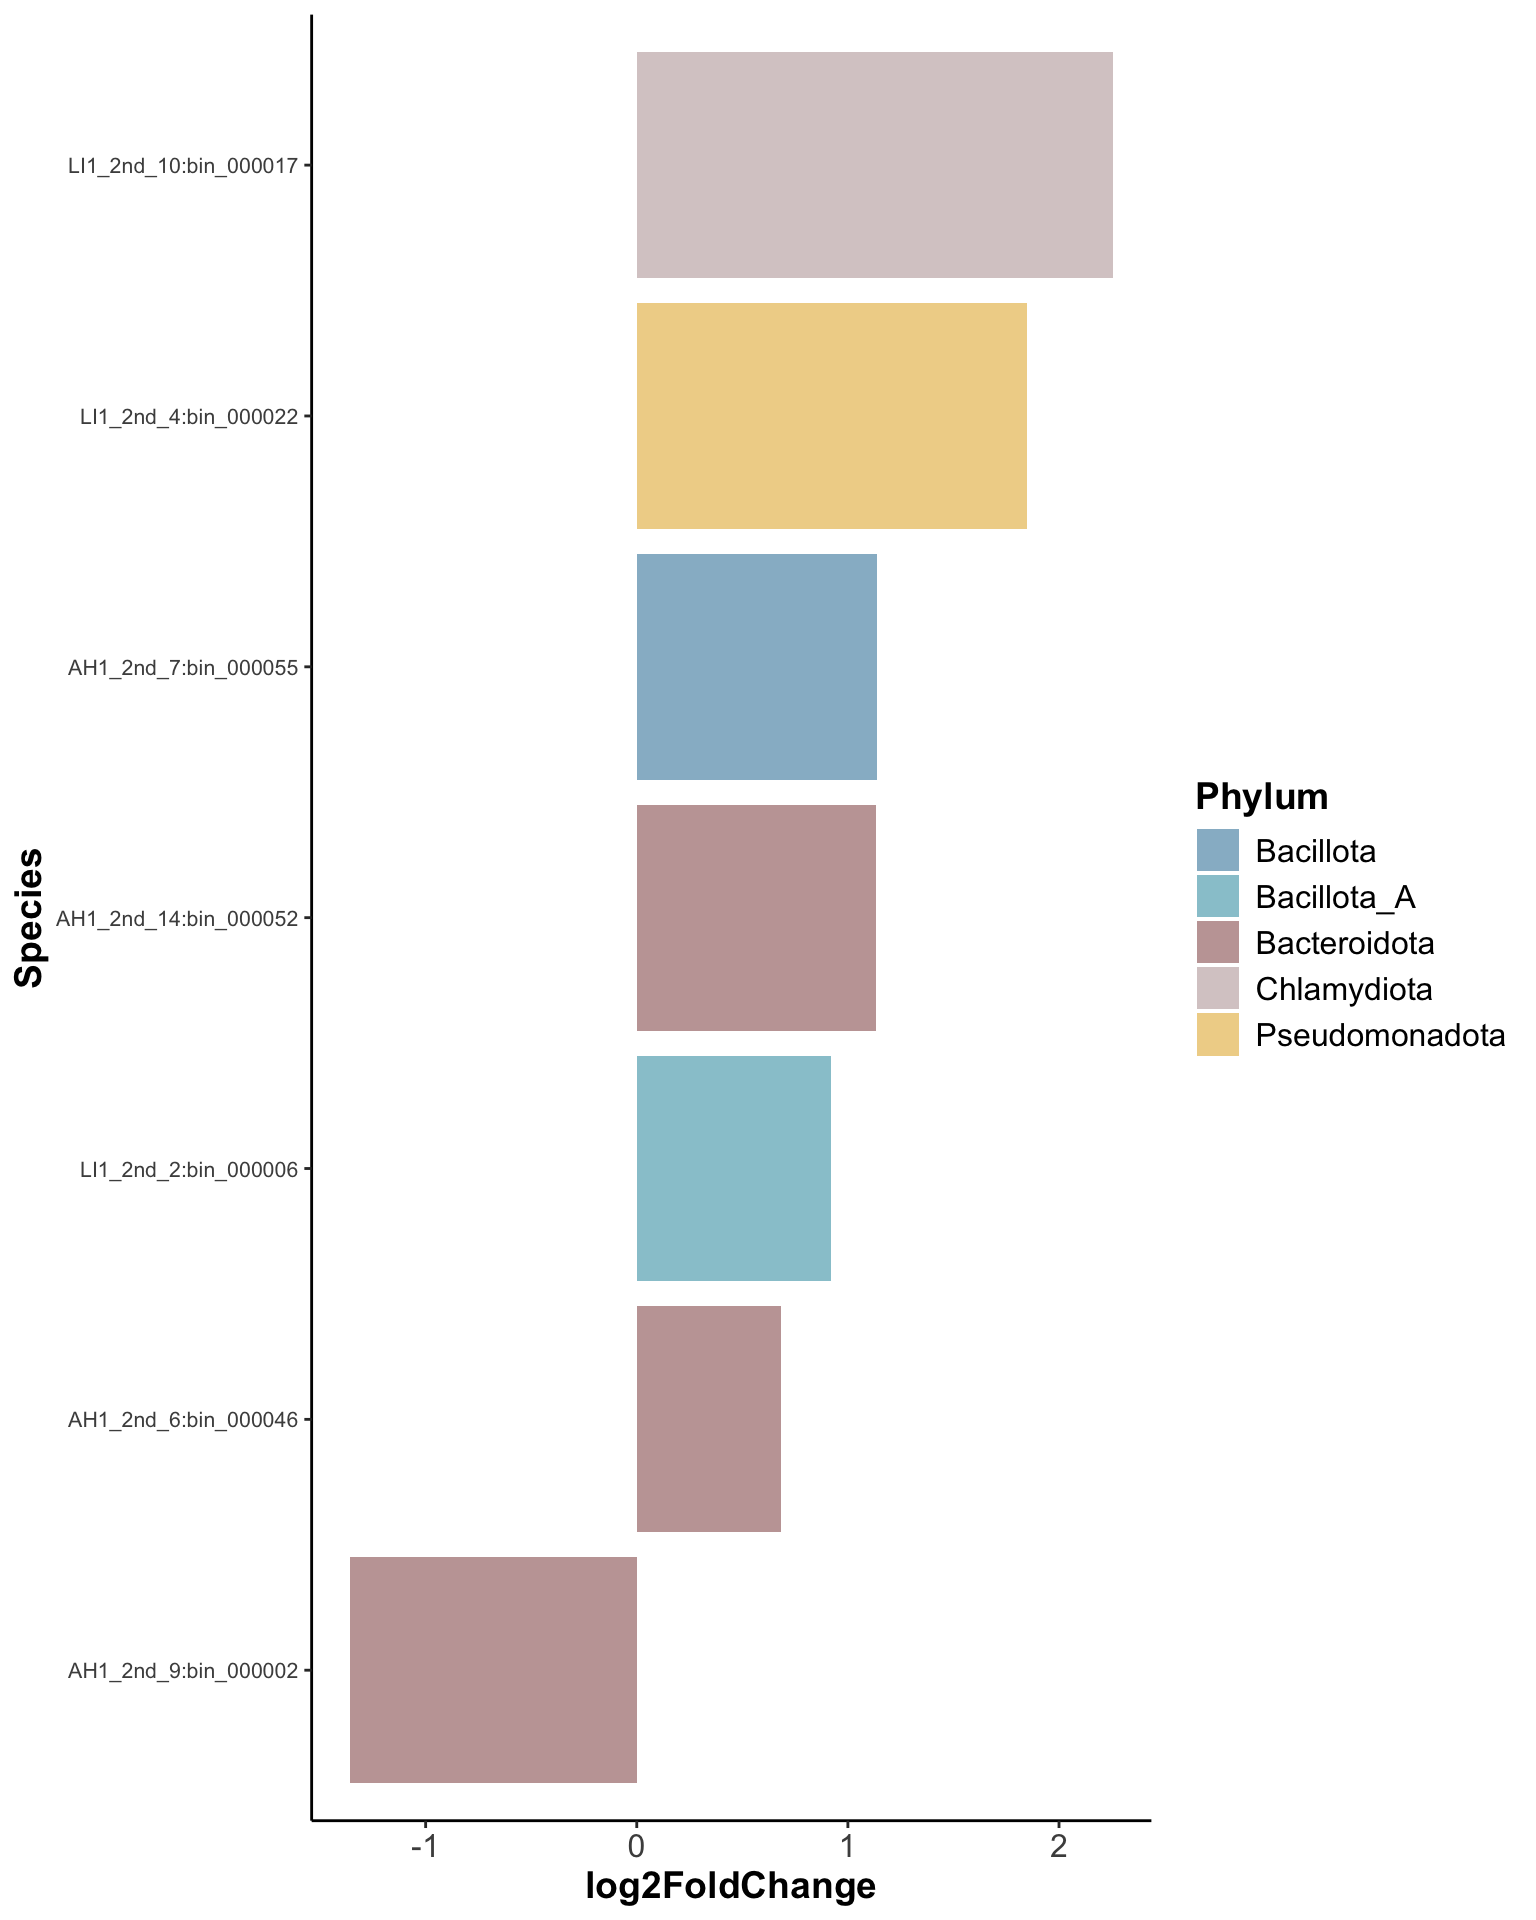 LI1_2nd_10:bin_000017
LI1_2nd_4:bin_000022
AH1_2nd_7:bin_000055
AH1_2nd_14:bin_000052
LI1_2nd_2:bin_000006
AH1_2nd_6:bin_000046
AH1_2nd_9:bin_000002
Species
-1 0 1 2
log2FoldChange
Phylum
Bacillota
Bacillota_A
Bacteroidota
Chlamydiota
Pseudomonadota